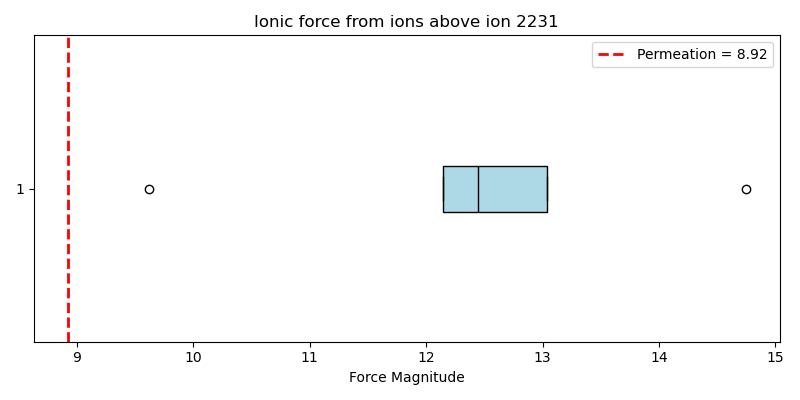 Ionic force from ions above ion 2231
Permeation = 8.92
1
9 10 11 12 13 14 15
Force Magnitude